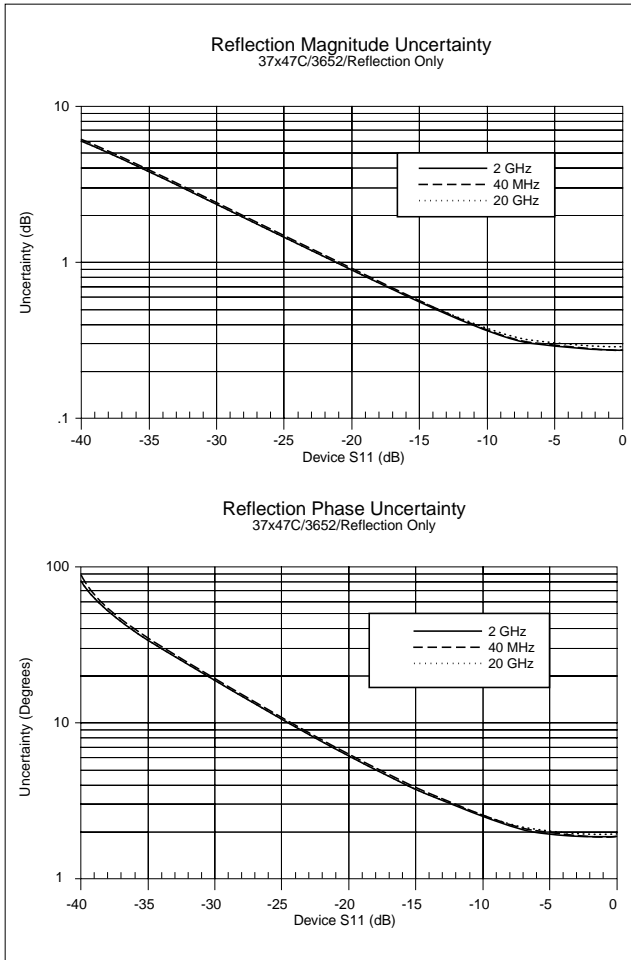 Reflection Magnitude Uncertainty
37x47C/3652/Reflection Only
10
1
.1
Uncertainty (dB)
2 GHz
40 MHz
20 GHz
-40 -35 -30 -25 -20 -15 -10 -5 0
Device S11 (dB)
Reflection Phase Uncertainty
37x47C/3652/Reflection Only
100
10
1
Uncertainty (Degrees)
2 GHz
40 MHz
20 GHz
-40 -35 -30 -25 -20 -15 -10 -5 0
Device S11 (dB)